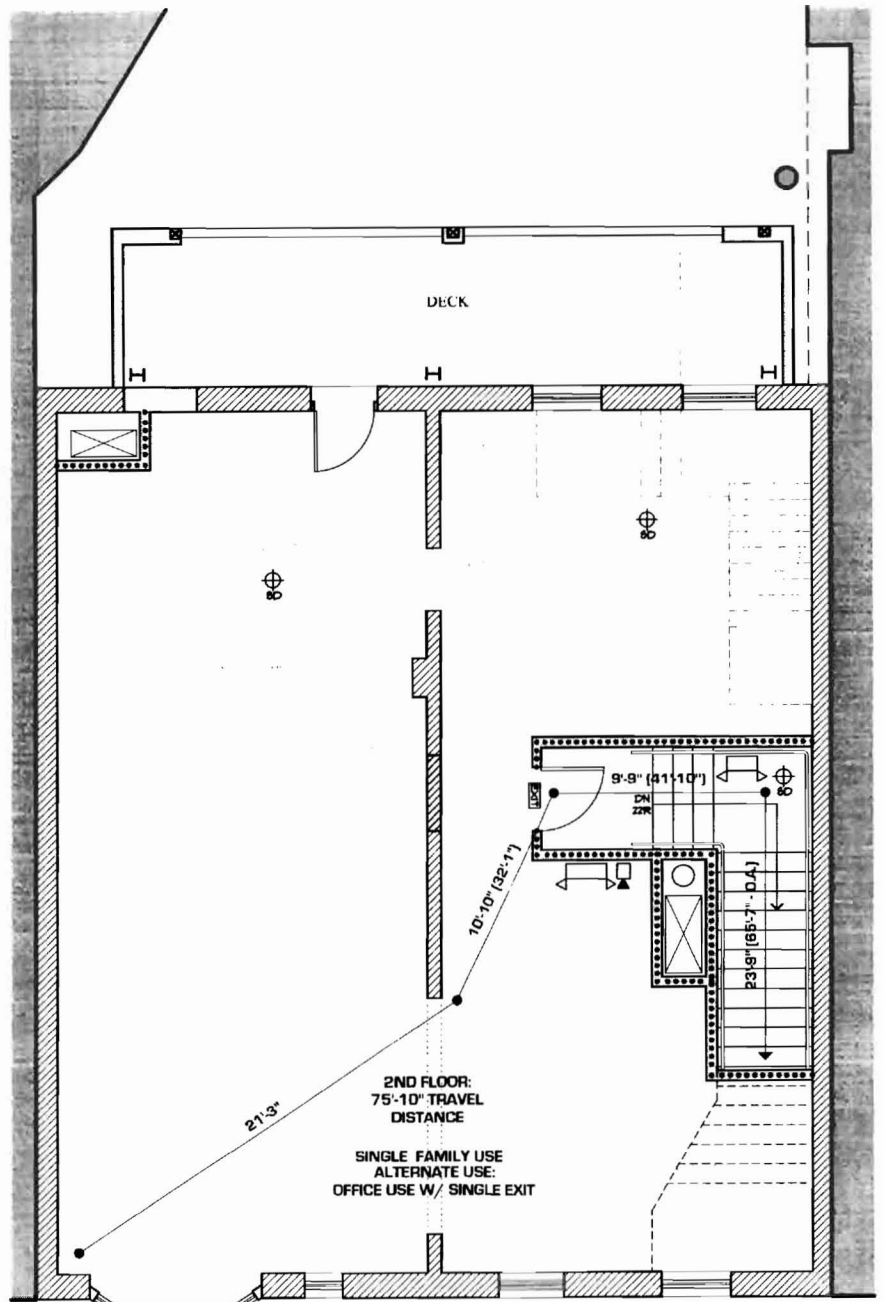 DECK
SD
SD
EXIT
9'-9" (41'-10")
SD
DN
22R
10'-10" (32'-1")
23'-9" (65'-7" - D.A.)
21'-3"
2ND FLOOR:
75'-10" TRAVEL
DISTANCE
SINGLE FAMILY USE
ALTERNATE USE:
OFFICE USE W/ SINGLE EXIT